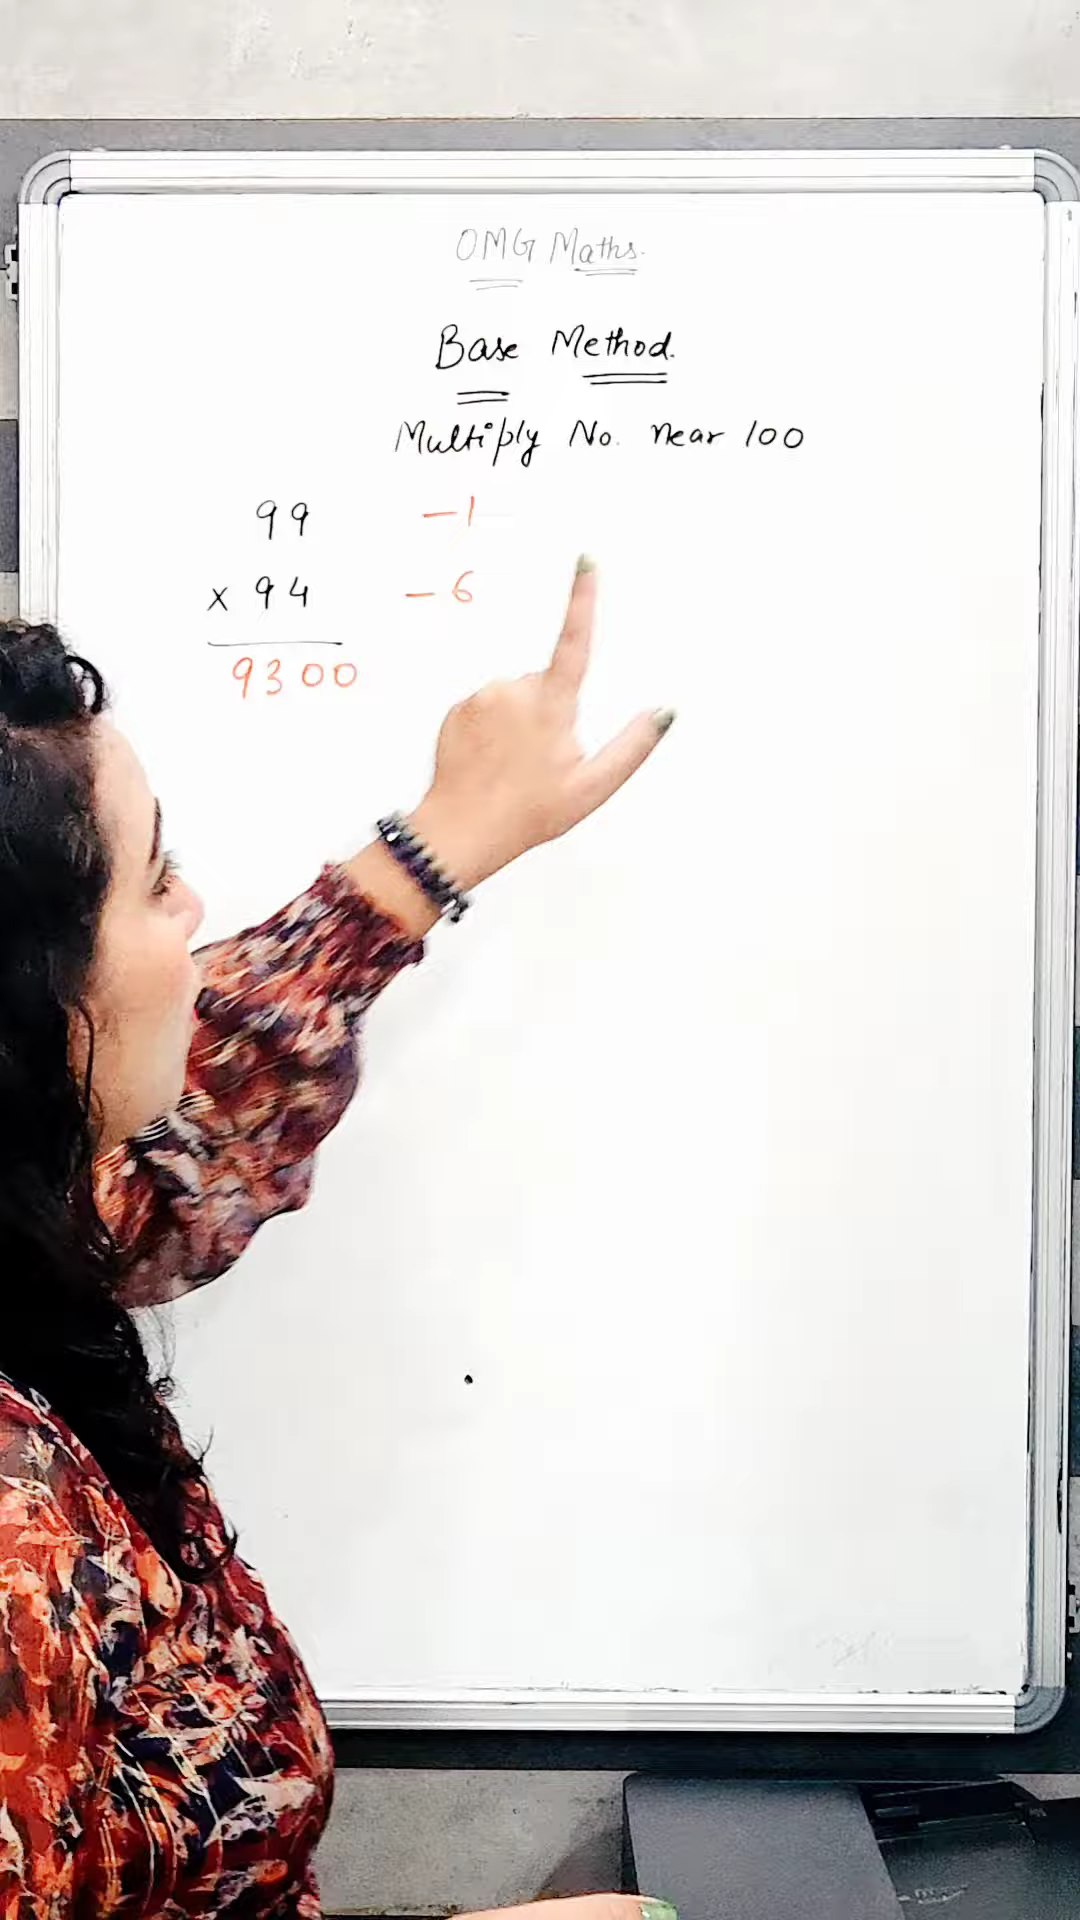 OMG Maths.
Base Method.
Multiply No. near 100
99 -1
x 94 -6
9300